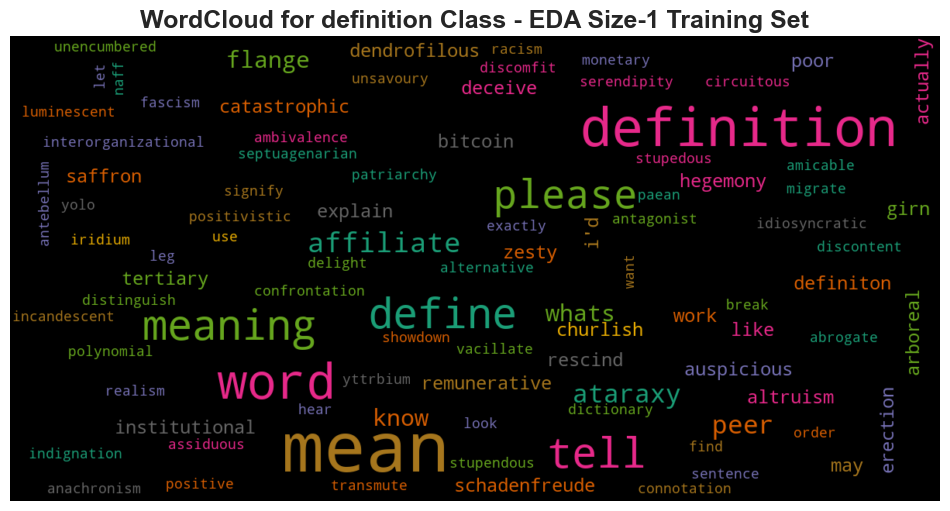 WordCloud for definition Class - EDA Size-1 Training Set
unencumbered
flange
dendrofilous
racism
discomfit
monetary
poor
actually
let
naff
unsavoury
deceive
serendipity
circuitous
luminescent
fascism
catastrophic
definition
interorganizational
ambivalence
bitcoin
septuagenarian
stupedous
amicable
saffron
patriarchy
hegemony
antebellum
signify
please
paean
migrate
yolo
positivistic
explain
exactly
i'd
antagonist
idiosyncratic
girn
iridium
use
affiliate
zesty
discontent
leg
delight
alternative
want
tertiary
definiton
distinguish
confrontation
incandescent
meaning
define
whats
churlish
work
break
like
arboreal
showdown
abrogate
polynomial
vacillate
rescind
realism
word
yttrbium
remunerative
ataraxy
auspicious
altruism
hear
know
look
dictionary
erection
institutional
peer
order
assiduous
indignation
mean
tell
find
stupendous
may
sentence
anachronism
positive
transmute
schadenfreude
connotation